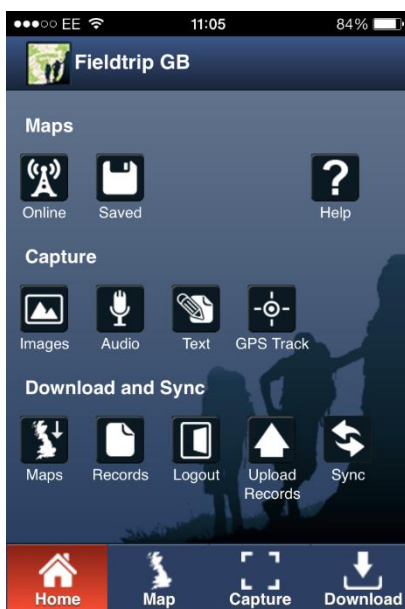 EE 11:05 84%
Fieldtrip GB
Maps
Online Saved Help
Capture
Images Audio Text GPS Track
Download and Sync
Maps Records Logout Upload Records Sync
Home Map Capture Download